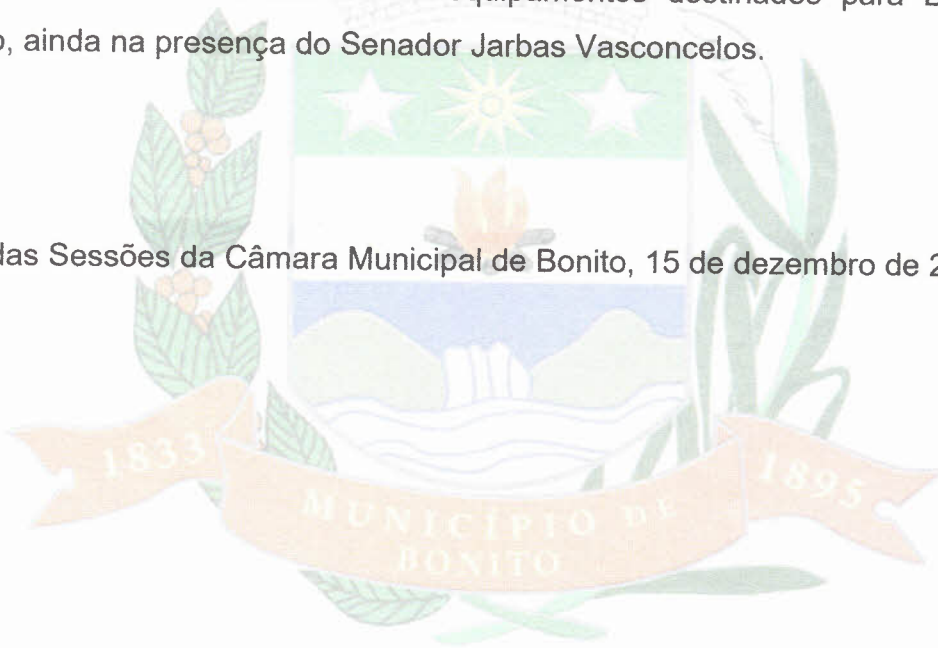 equipamentos destinados para
, ainda na presença do Senador Jarbas Vasconcelos.
das Sessões da Câmara Municipal de Bonito, 15 de dezembro de 2
1833
1895
MUNICÍPIO DE
BONITO